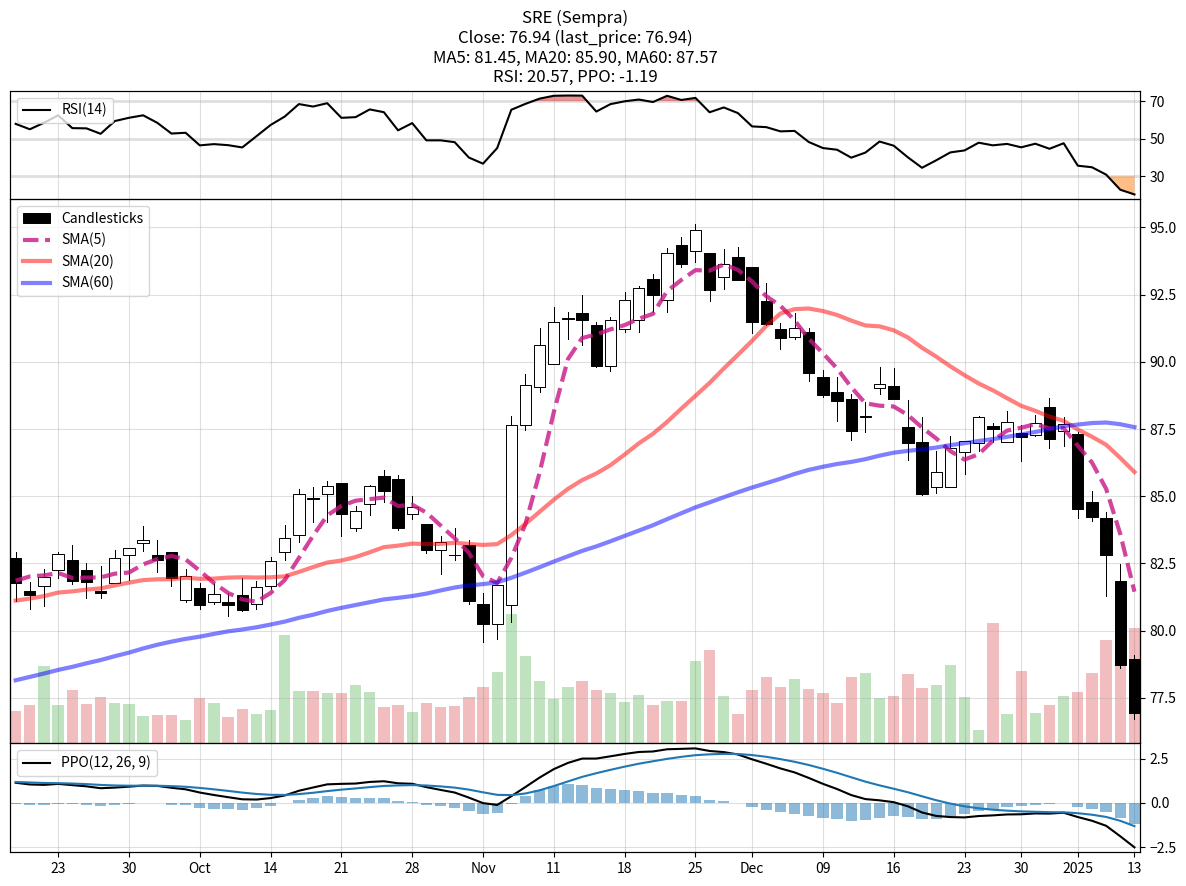 SRE (Sempra)
Close: 76.94 (last_price: 76.94)
MA5: 81.45, MA20: 85.90, MA60: 87.57
RSI: 20.57, PPO: -1.19
RSI(14)
70
50
30
Candlesticks
SMA(5)
SMA(20)
SMA(60)
95.0
92.5
90.0
87.5
85.0
82.5
80.0
77.5
PPO(12, 26, 9)
2.5
0.0
−2.5
23 30 Oct 14 21 28 Nov 11 18 25 Dec 09 16 23 30 2025 13